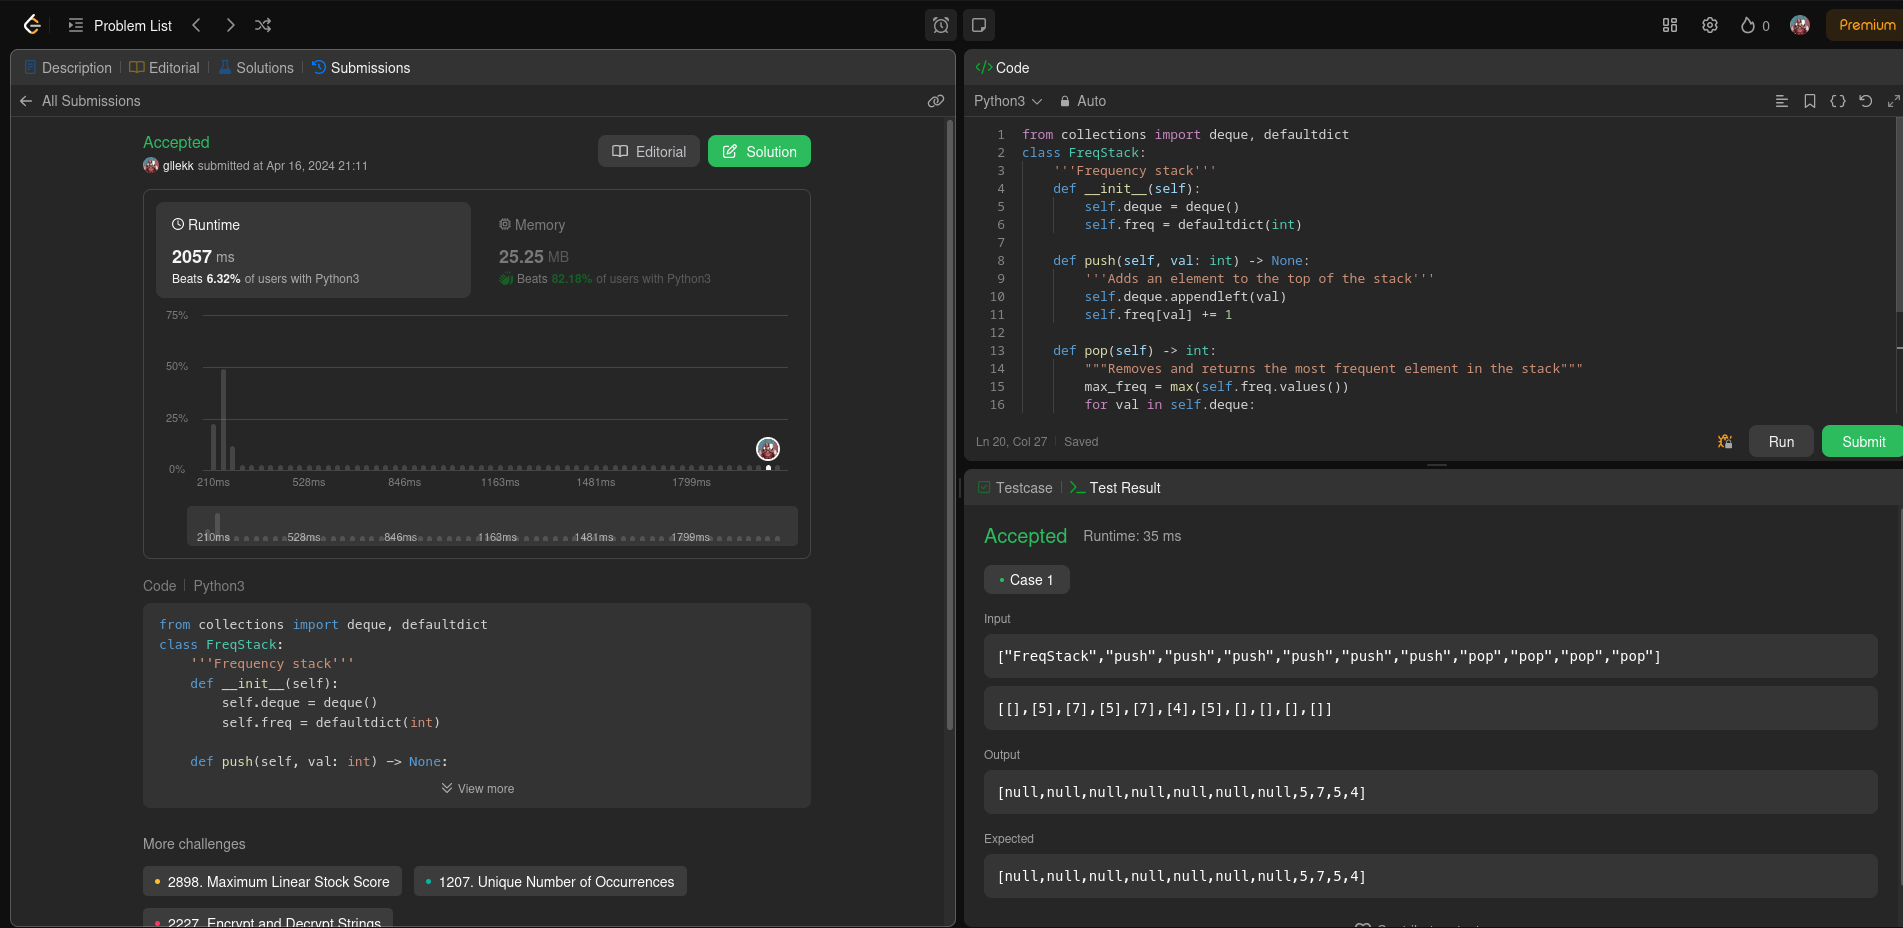 Problem List
0
Premium
Description
Editorial
Solutions
Submissions
All Submissions
Accepted
gllekk submitted at Apr 16, 2024 21:11
Editorial
Solution
Runtime
2057 ms
Beats 6.32% of users with Python3
Memory
25.25 MB
Beats 82.18% of users with Python3
75%
50%
25%
0%
210ms 528ms 846ms 1163ms 1481ms 1799ms
210ms 528ms 846ms 1163ms 1481ms 1799ms
Code
Python3
from collections import deque, defaultdict
class FreqStack:
    '''Frequency stack'''
    def __init__(self):
        self.deque = deque()
        self.freq = defaultdict(int)
    def push(self, val: int) -> None:
View more
More challenges
2898. Maximum Linear Stock Score
1207. Unique Number of Occurrences
2227. Encrypt and Decrypt Strings
</> Code
Python3
Auto
1 from collections import deque, defaultdict
2 class FreqStack:
3     '''Frequency stack'''
4     def __init__(self):
5         self.deque = deque()
6         self.freq = defaultdict(int)
7
8     def push(self, val: int) -> None:
9         '''Adds an element to the top of the stack'''
10         self.deque.appendleft(val)
11         self.freq[val] += 1
12
13     def pop(self) -> int:
14         """Removes and returns the most frequent element in the stack"""
15         max_freq = max(self.freq.values())
16         for val in self.deque:
Ln 20, Col 27
Saved
Run
Submit
Testcase
Test Result
Accepted
Runtime: 35 ms
Case 1
Input
["FreqStack","push","push","push","push","push","push","pop","pop","pop","pop"]
[[],[5],[7],[5],[7],[4],[5],[],[],[],[]]
Output
[null,null,null,null,null,null,null,5,7,5,4]
Expected
[null,null,null,null,null,null,null,5,7,5,4]